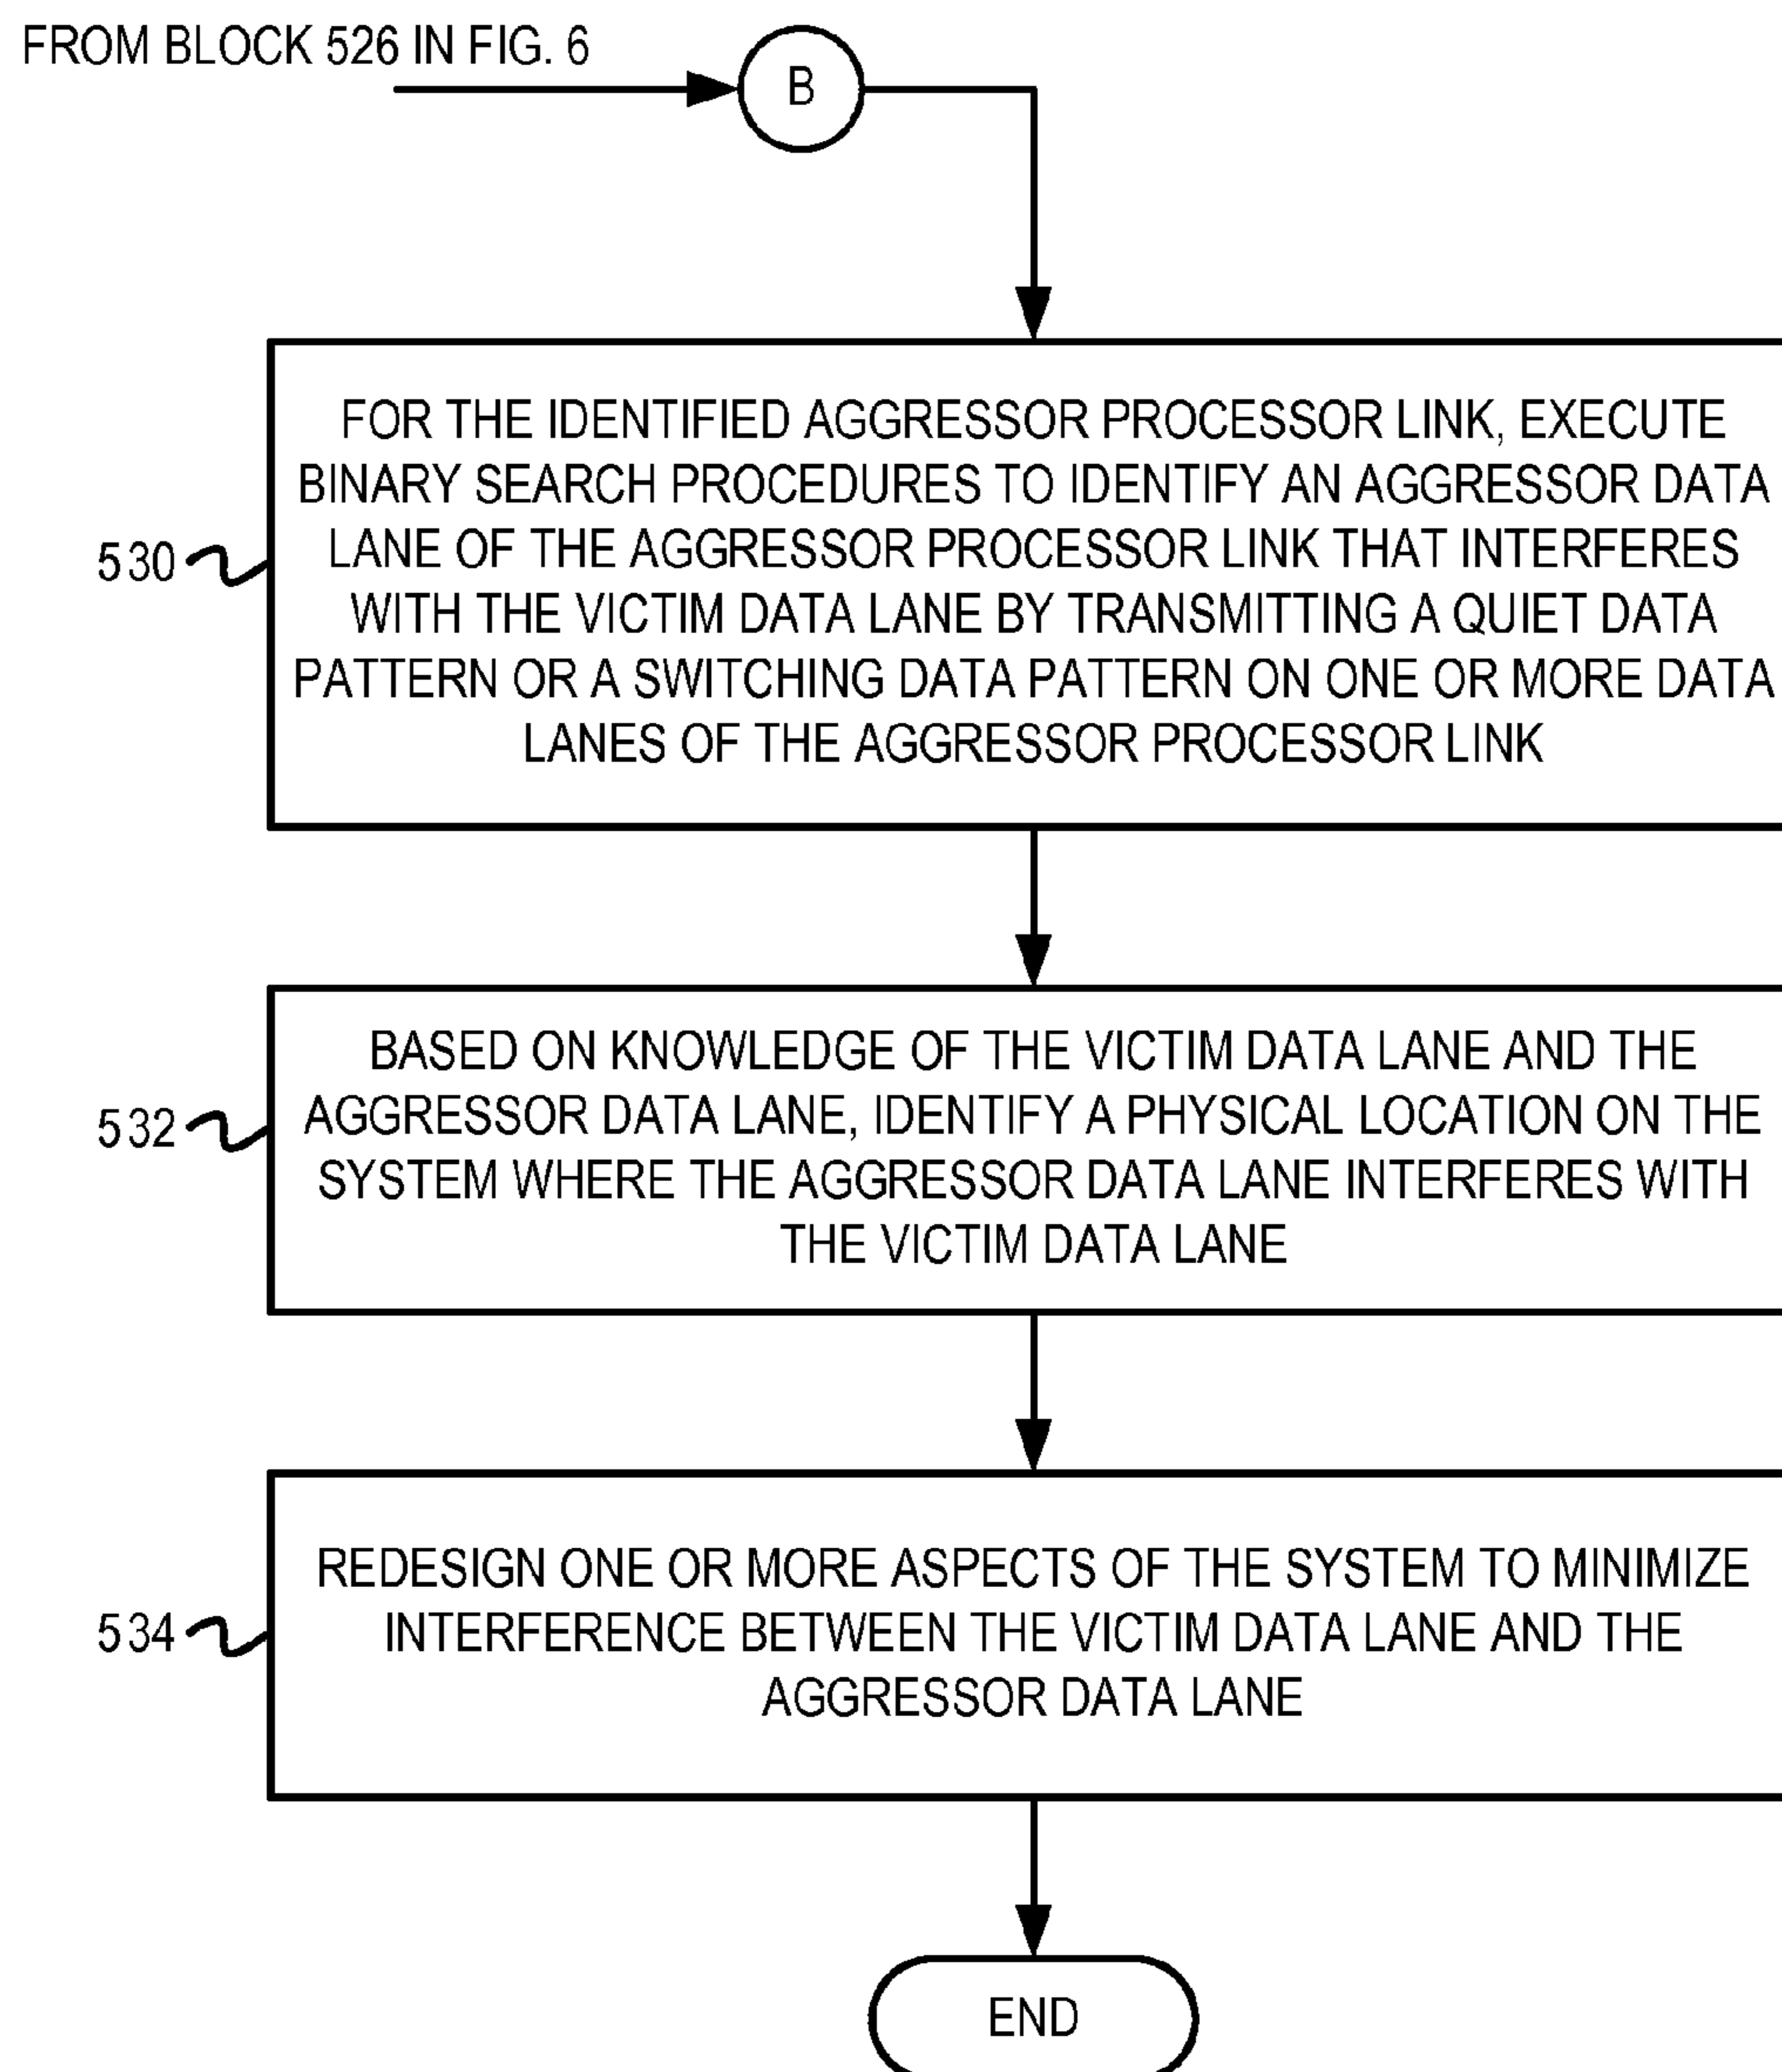 FROM BLOCK 526 IN FIG. 6
B
FOR THE IDENTIFIED AGGRESSOR PROCESSOR LINK, EXECUTE
BINARY SEARCH PROCEDURES TO IDENTIFY AN AGGRESSOR DATA
LANE OF THE AGGRESSOR PROCESSOR LINK THAT INTERFERES
WITH THE VICTIM DATA LANE BY TRANSMITTING A QUIET DATA
PATTERN OR A SWITCHING DATA PATTERN ON ONE OR MORE DATA
LANES OF THE AGGRESSOR PROCESSOR LINK
530
BASED ON KNOWLEDGE OF THE VICTIM DATA LANE AND THE
AGGRESSOR DATA LANE, IDENTIFY A PHYSICAL LOCATION ON THE
SYSTEM WHERE THE AGGRESSOR DATA LANE INTERFERES WITH
THE VICTIM DATA LANE
532
REDESIGN ONE OR MORE ASPECTS OF THE SYSTEM TO MINIMIZE
INTERFERENCE BETWEEN THE VICTIM DATA LANE AND THE
AGGRESSOR DATA LANE
534
END